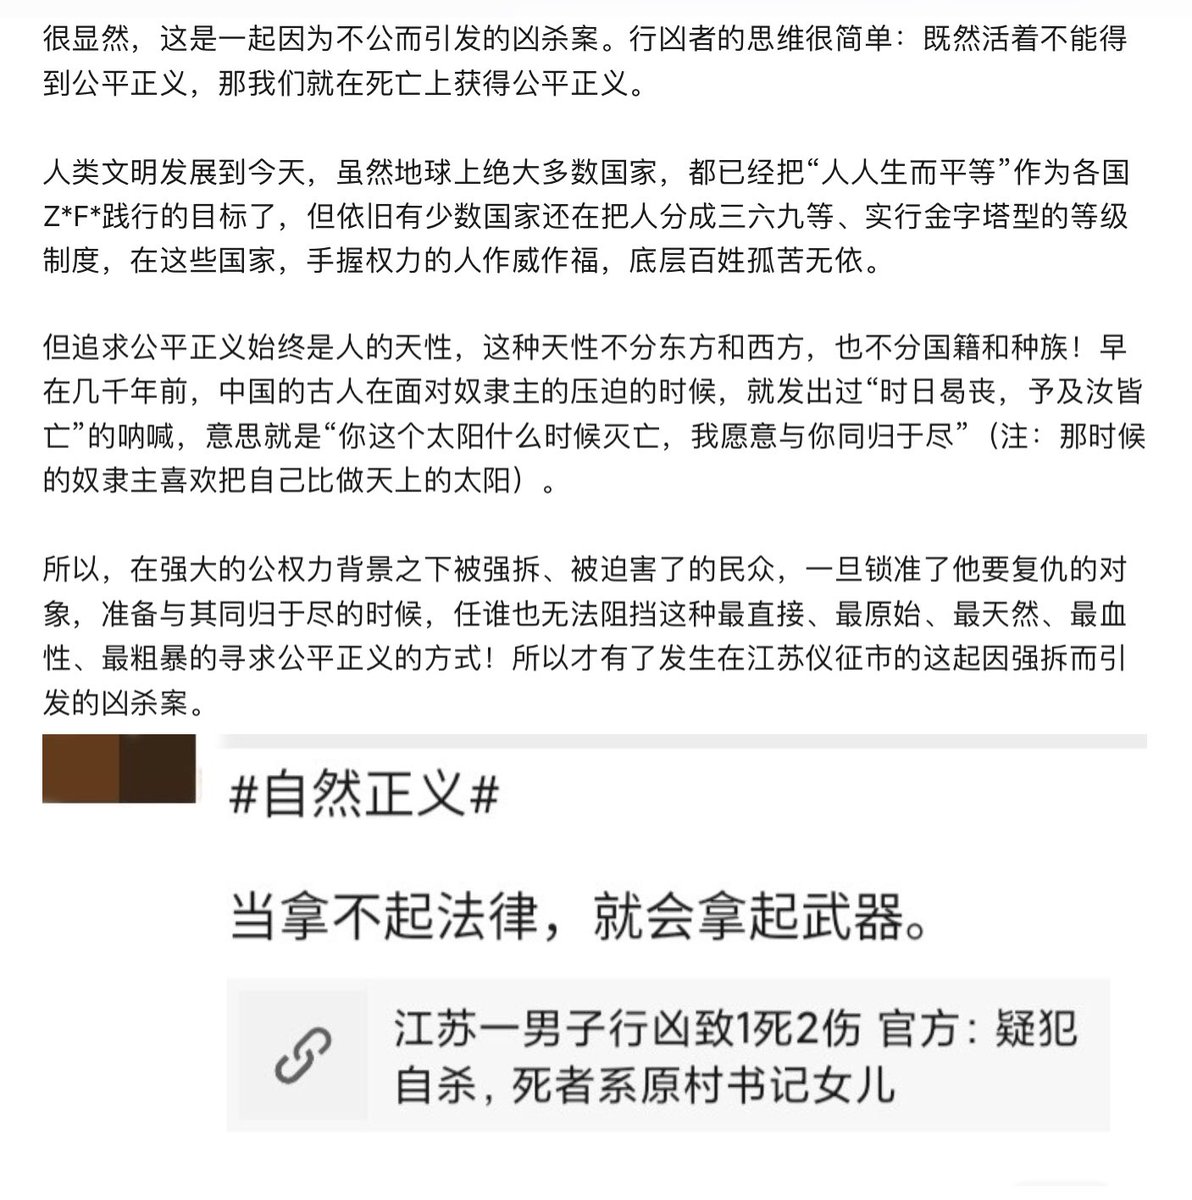 很显然，这是一起因为不公而引发的凶杀案。行凶者的思维很简单：既然活着不能得
到公平正义，那我们就在死亡上获得公平正义。
人类文明发展到今天，虽然地球上绝大多数国家，都已经把“人人生而平等”作为各国
Z*F*践行的目标了，但依旧有少数国家还在把人分成三六九等、实行金字塔型的等级
制度，在这些国家，手握权力的人作威作福，底层百姓孤苦无依。
但追求公平正义始终是人的天性，这种天性不分东方和西方，也不分国籍和种族！早
在几千年前，中国的古人在面对奴隶主的压迫的时候，就发出过“时日曷丧，予及汝皆
亡”的呐喊，意思就是“你这个太阳什么时候灭亡，我愿意与你同归于尽”（注：那时候
的奴隶主喜欢把自己比做天上的太阳）。
所以，在强大的公权力背景之下被强拆、被迫害了的民众，一旦锁准了他要复仇的对
象，准备与其同归于尽的时候，任谁也无法阻挡这种最直接、最原始、最天然、最血
性、最粗暴的寻求公平正义的方式！所以才有了发生在江苏仪征市的这起因强拆而引
发的凶杀案。
#自然正义#
当拿不起法律，就会拿起武器。
江苏一男子行凶致1死2伤 官方：疑犯
自杀，死者系原村书记女儿